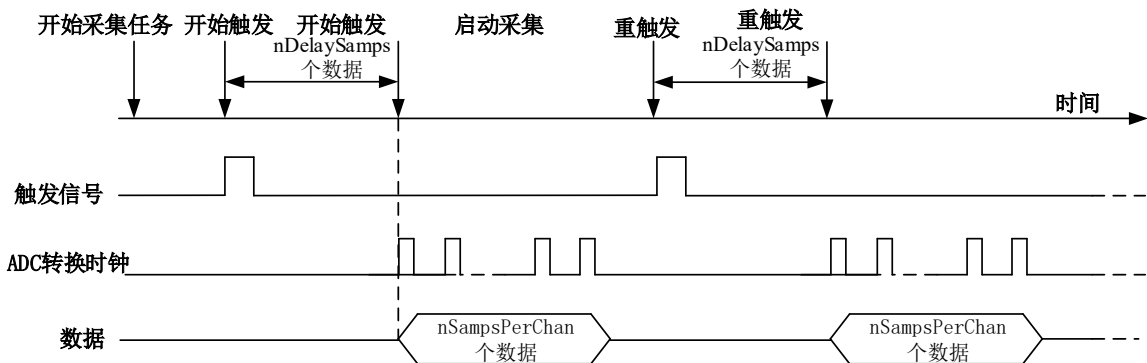 开始采集任务 开始触发 开始触发 启动采集 重触发 重触发
nDelaySamps nDelaySamps
个数据 个数据
时间
触发信号
ADC转换时钟
数据 nSampsPerChan nSampsPerChan
个数据 个数据